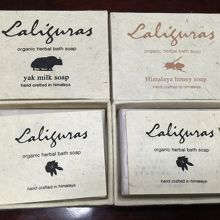 Laliguras
organic herbal bath soap
yak milk soap
hand crafted in himalaya
Laliguras
organic herbal bath soap
Himalaya honey soap
hand crafted in himalaya
Laliguras
organic herbal bath soap
hand crafted in himalaya
Laliguras
organic herbal bath soap
hand crafted in himalaya